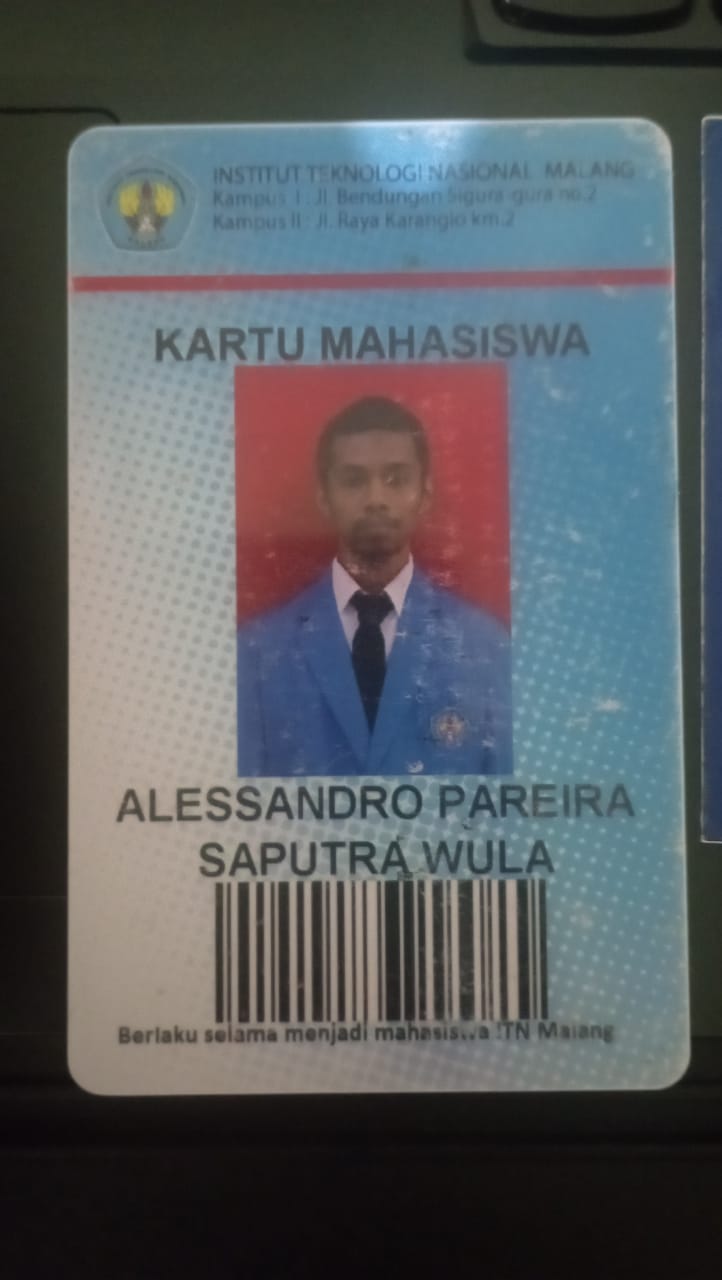 INSTITUT TEKNOLOGI NASIONAL MALANG
Kampus I : Jl. Bendungan Sigura-gura no.2
Kampus II : Jl. Raya Karanglo km.2
KARTU MAHASISWA
ALESSANDRO PAREIRA
SAPUTRA WULA
Berlaku selama menjadi mahasiswa ITN Malang